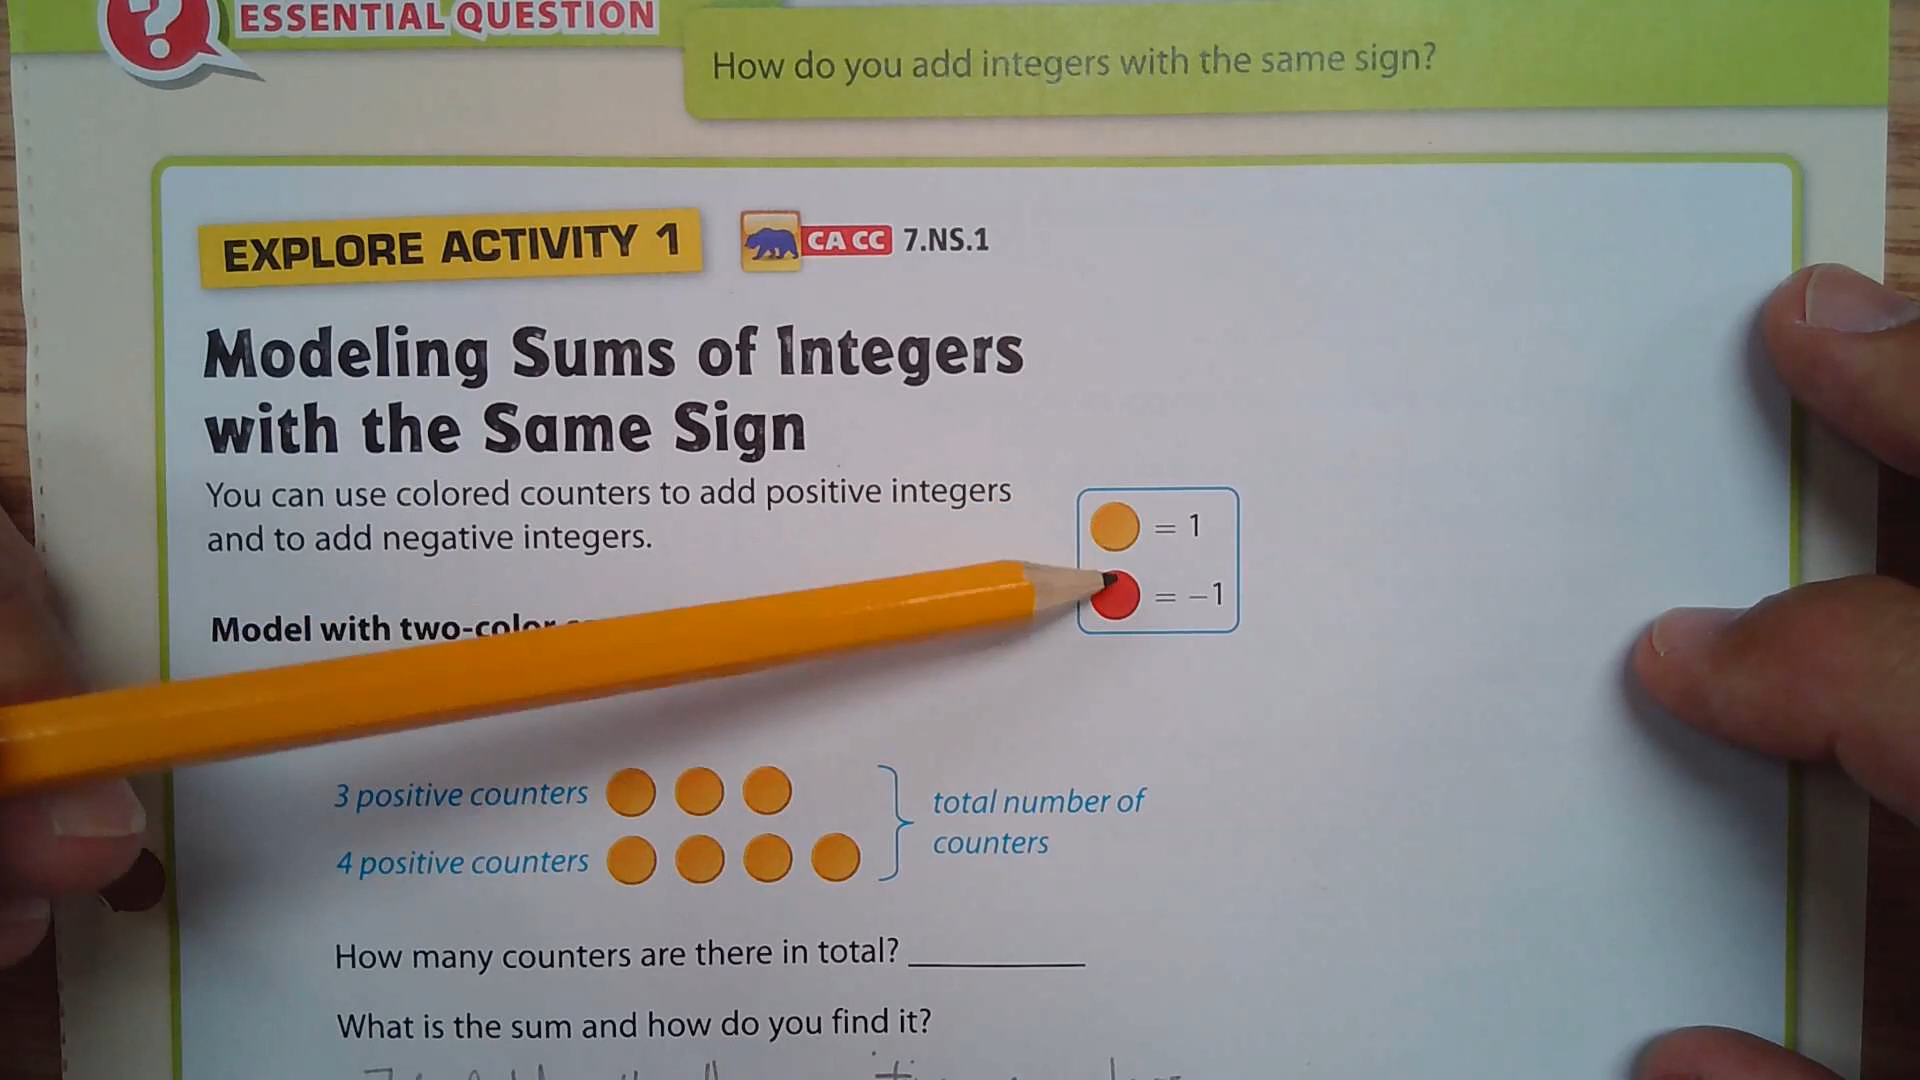 ESSENTIAL QUESTION
How do you add integers with the same sign?
EXPLORE ACTIVITY 1
CA CC 7.NS.1
Modeling Sums of Integers
with the Same Sign
You can use colored counters to add positive integers
and to add negative integers.
= 1
= −1
Model with two-color
3 positive counters
4 positive counters
total number of
counters
How many counters are there in total?
What is the sum and how do you find it?